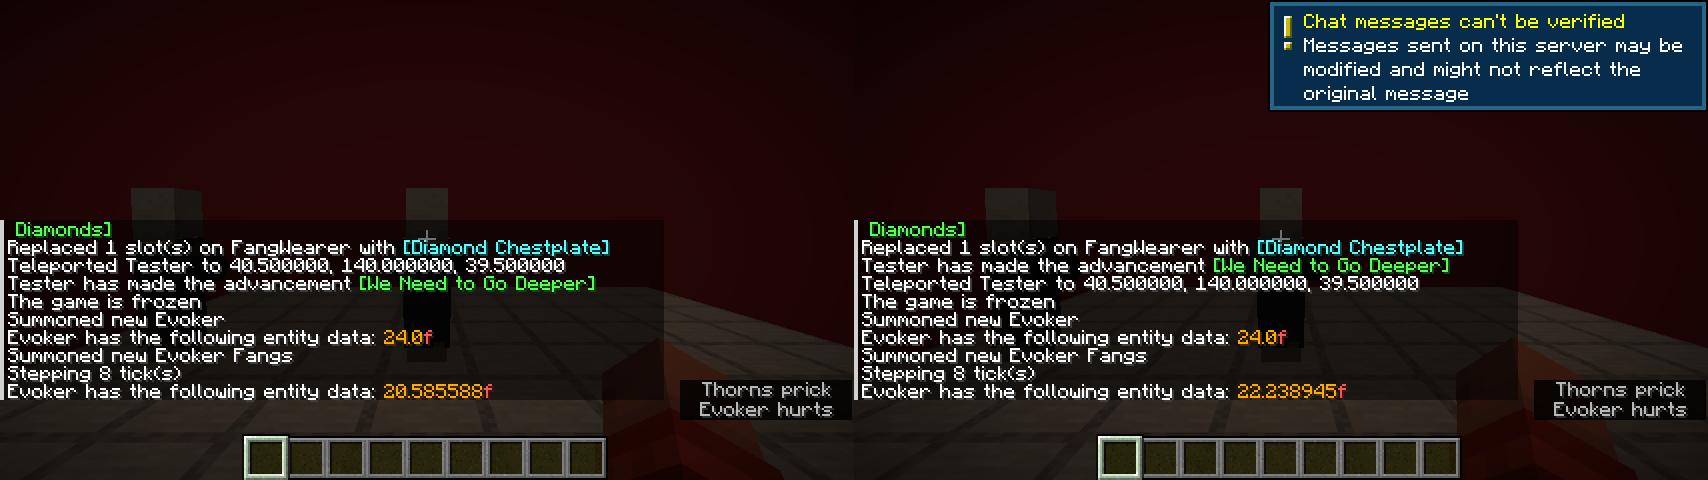 Diamonds]
Replaced 1 slot(s) on FangWearer with [Diamond Chestplate]
Teleported Tester to 40.500000, 140.000000, 39.500000
Tester has made the advancement [We Need to Go Deeper]
The game is frozen
Summoned new Evoker
Evoker has the following entity data: 24.0f
Summoned new Evoker Fangs
Stepping 8 tick(s)
Evoker has the following entity data: 20.585588f
Thorns prick
Evoker hurts
Chat messages can't be verified
Messages sent on this server may be
modified and might not reflect the
original message
Diamonds]
Replaced 1 slot(s) on FangWearer with [Diamond Chestplate]
Tester has made the advancement [We Need to Go Deeper]
Teleported Tester to 40.500000, 140.000000, 39.500000
The game is frozen
Summoned new Evoker
Evoker has the following entity data: 24.0f
Summoned new Evoker Fangs
Stepping 8 tick(s)
Evoker has the following entity data: 22.238945f
Thorns prick
Evoker hurts